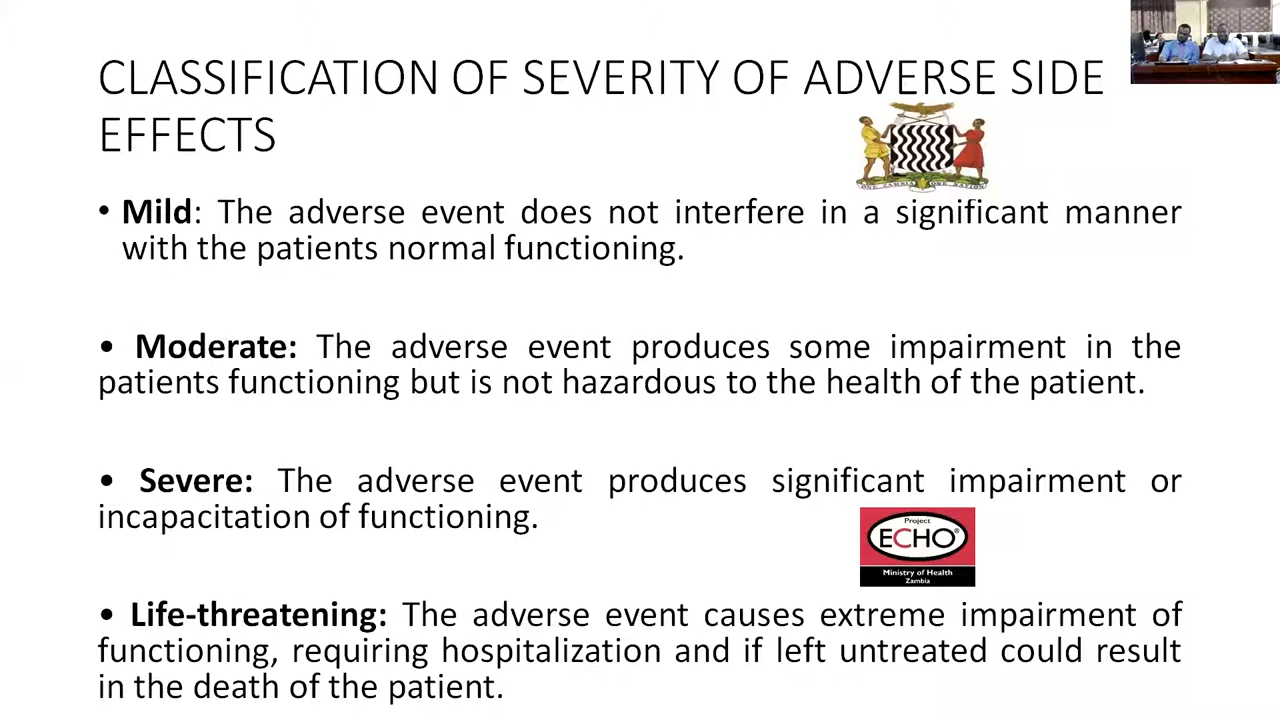 CLASSIFICATION OF SEVERITY OF ADVERSE SIDE
EFFECTS
ONE ZAMBIA ONE NATION
• Mild: The adverse event does not interfere in a significant manner
with the patients normal functioning.
• Moderate: The adverse event produces some impairment in the
patients functioning but is not hazardous to the health of the patient.
• Severe: The adverse event produces significant impairment or
incapacitation of functioning.
Project
ECHO®
Ministry of Health
Zambia
• Life-threatening: The adverse event causes extreme impairment of
functioning, requiring hospitalization and if left untreated could result
in the death of the patient.